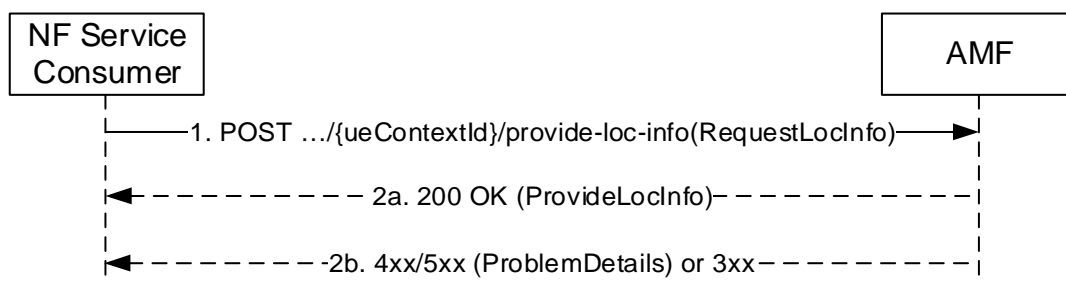 NF Service
Consumer
AMF
1. POST …/{ueContextId}/provide-loc-info(RequestLocInfo)
2a. 200 OK (ProvideLocInfo)
2b. 4xx/5xx (ProblemDetails) or 3xx